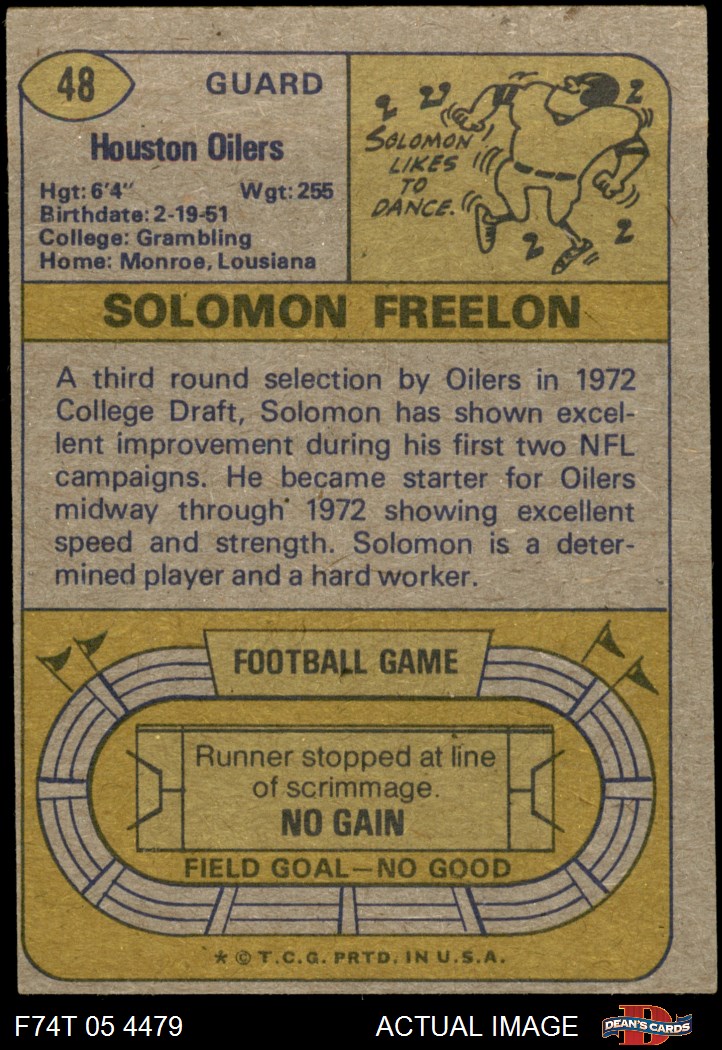 48
GUARD
Houston Oilers
Hgt: 6'4" Wgt: 255
Birthdate: 2-19-51
College: Grambling
Home: Monroe, Lousiana
SOLOMON
LIKES
TO
DANCE.
SOLOMON FREELON
A third round selection by Oilers in 1972
College Draft, Solomon has shown excel-
lent improvement during his first two NFL
campaigns. He became starter for Oilers
midway through 1972 showing excellent
speed and strength. Solomon is a deter-
mined player and a hard worker.
FOOTBALL GAME
Runner stopped at line
of scrimmage.
NO GAIN
FIELD GOAL—NO GOOD
* © T.C.G. PRTD. IN U.S.A.
F74T 05 4479 ACTUAL IMAGE
DEAN'S CARDS